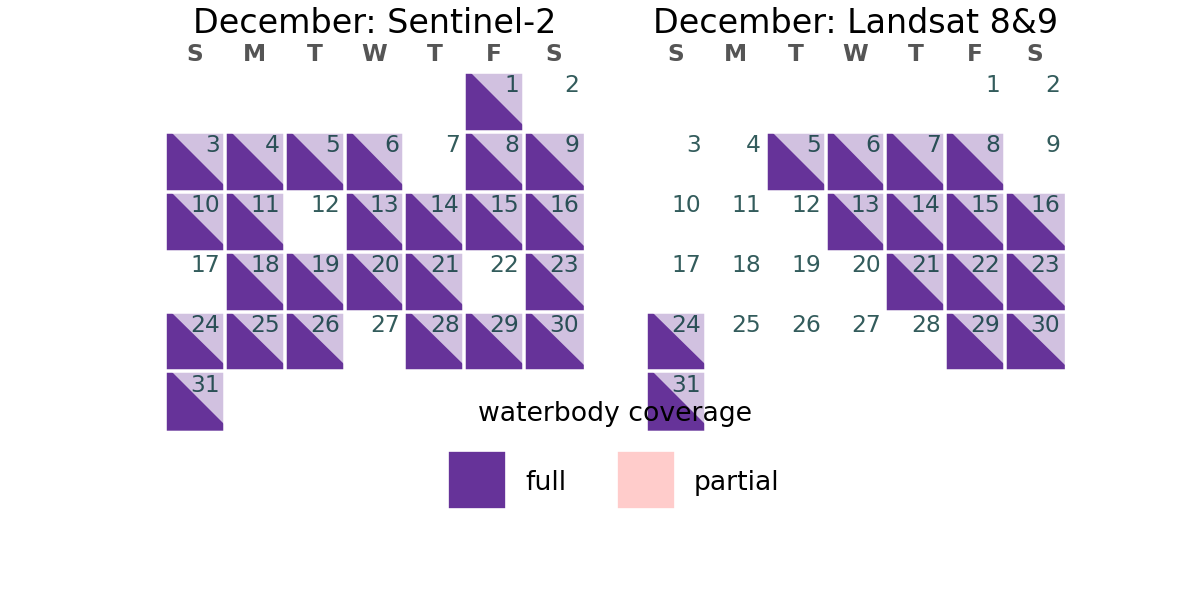 December: Sentinel-2
S M T W T F S
1 2
3 4 5 6 7 8 9
10 11 12 13 14 15 16
17 18 19 20 21 22 23
24 25 26 27 28 29 30
31
December: Landsat 8&9
S M T W T F S
1 2
3 4 5 6 7 8 9
10 11 12 13 14 15 16
17 18 19 20 21 22 23
24 25 26 27 28 29 30
31
waterbody coverage
full
partial